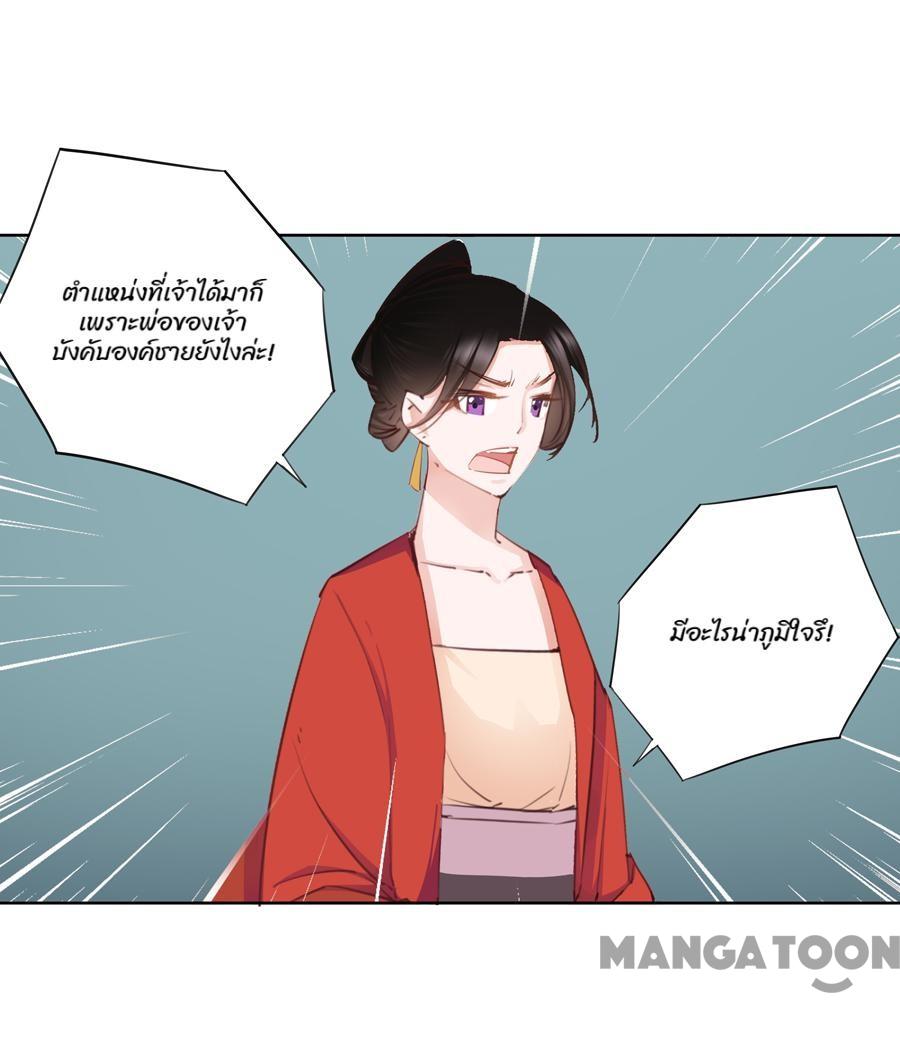 ตำแหน่งที่เจ้าได้มาก็
เพราะพ่อของเจ้า
บังคับองค์ชายยังไงล่ะ!
มีอะไรน่าภูมิใจรึ!
MANGATOON